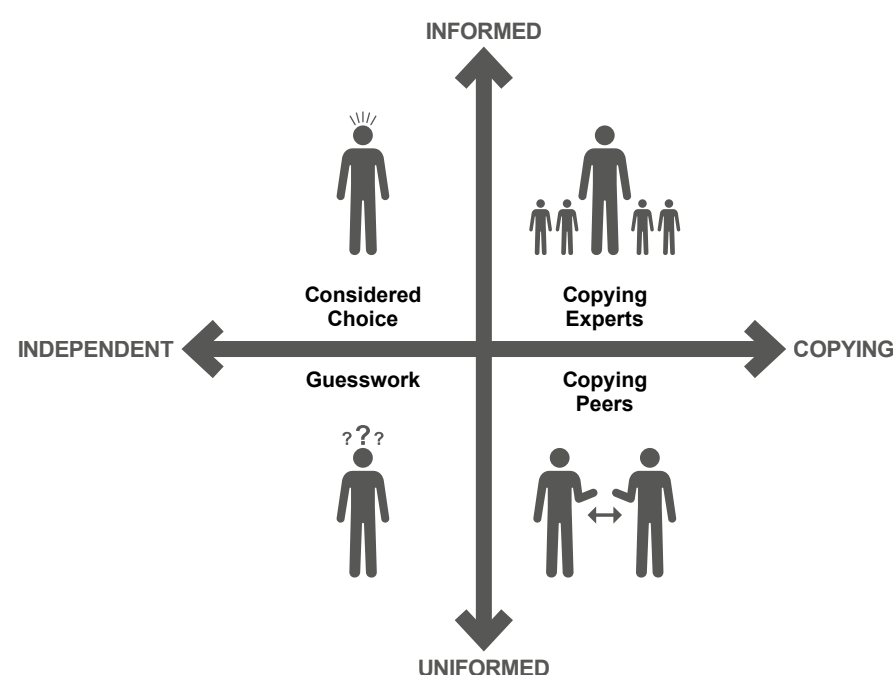 INFORMED
Considered
Choice
Copying
Experts
INDEPENDENT
COPYING
Guesswork
Copying
Peers
???
UNIFORMED